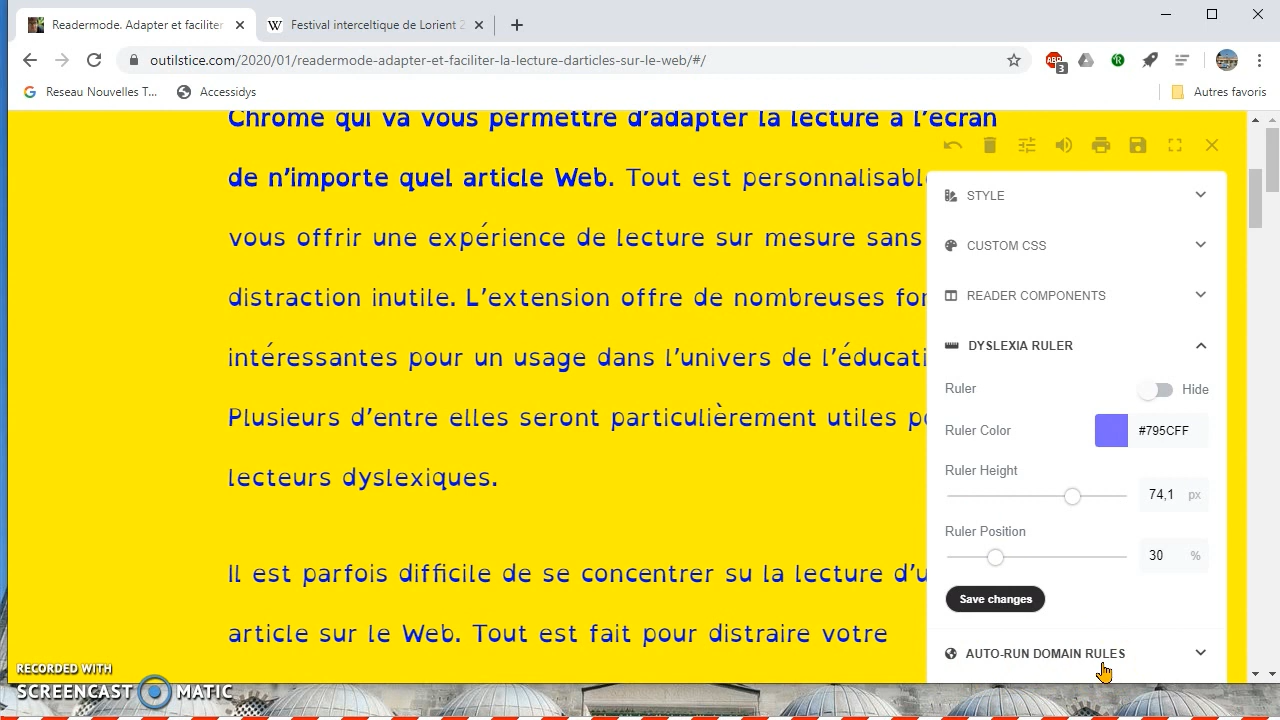 Readermode. Adapter et faciliter
Festival interceltique de Lorient 2
outilstice.com/2020/01/readermode-adapter-et-faciliter-la-lecture-darticles-sur-le-web/#/
ABP
3
Reseau Nouvelles T...
Accessidys
Autres favoris
Chrome qui va vous permettre d'adapter la lecture à l'écran
de n'importe quel article Web. Tout est personnalisabl
vous offrir une expérience de lecture sur mesure sans
distraction inutile. L'extension offre de nombreuses fon
intéressantes pour un usage dans l'univers de l'éducati
Plusieurs d'entre elles seront particulièrement utiles po
lecteurs dyslexiques.
Il est parfois difficile de se concentrer su la lecture d'u
article sur le Web. Tout est fait pour distraire votre
STYLE
CUSTOM CSS
READER COMPONENTS
DYSLEXIA RULER
Ruler
Hide
Ruler Color
#795CFF
Ruler Height
74,1 px
Ruler Position
30 %
Save changes
AUTO-RUN DOMAIN RULES
RECORDED WITH
SCREENCAST MATIC